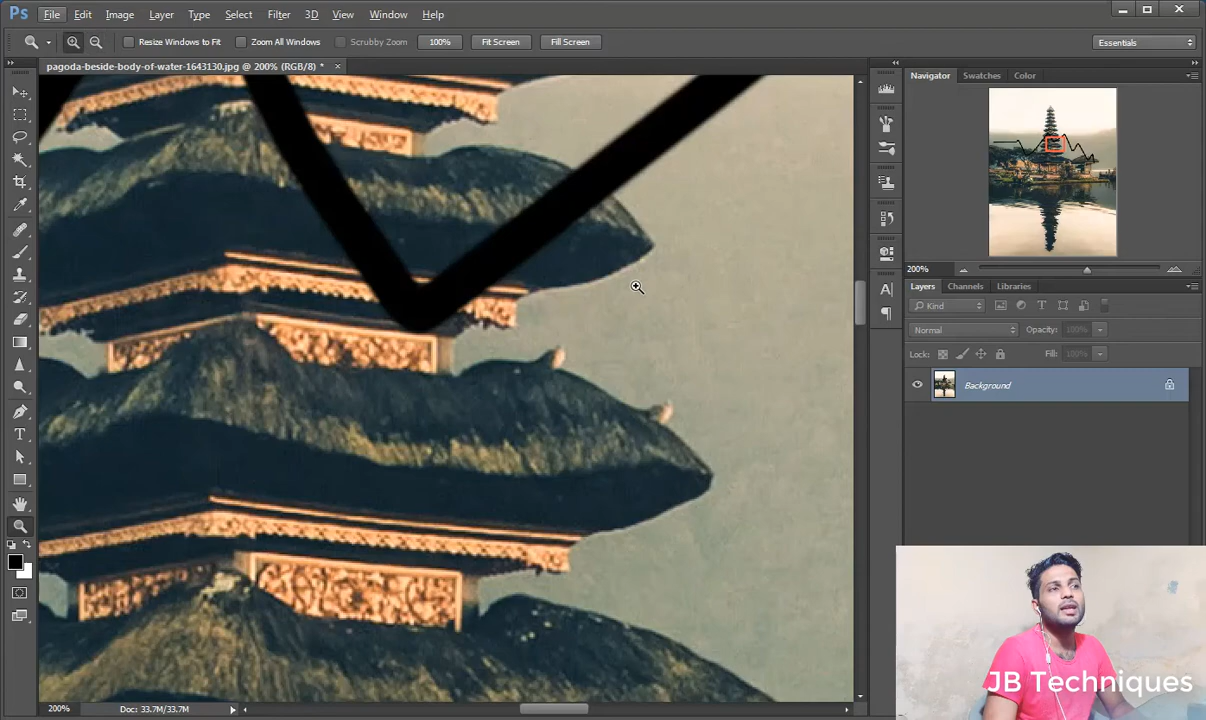 Ps File Edit Image Layer Type Select Filter 3D View Window Help
Resize Windows to Fit Zoom All Windows Scrubby Zoom 100% Fit Screen Fill Screen Essentials
pagoda-beside-body-of-water-1643130.jpg @ 200% (RGB/8) * ×
Navigator Swatches Color
200%
Layers Channels Libraries
Kind
Normal Opacity: 100%
Lock: Fill: 100%
Background
JB Techniques
200% Doc: 33.7M/33.7M